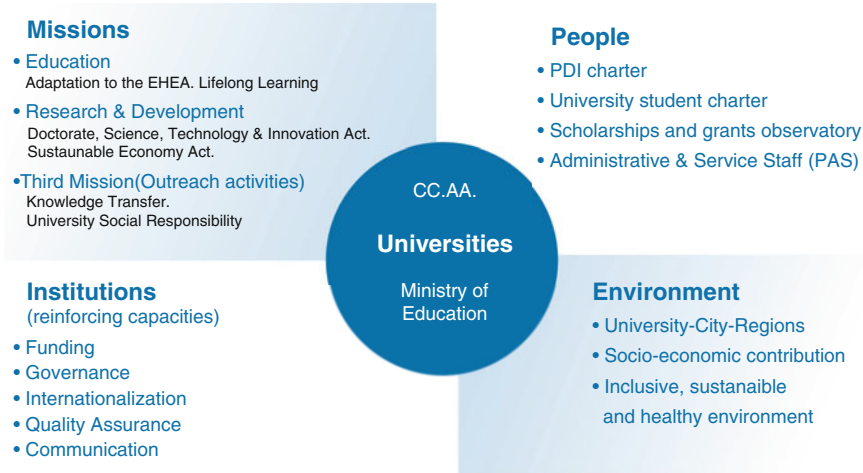 Missions
• Education
Adaptation to the EHEA. Lifelong Learning
• Research & Development
Doctorate, Science, Technology & Innovation Act.
Sustaunable Economy Act.
•Third Mission(Outreach activities)
Knowledge Transfer.
University Social Responsibility
People
• PDI charter
• University student charter
• Scholarships and grants observatory
• Administrative & Service Staff (PAS)
CC.AA.
Universities
Ministry of
Education
Institutions
(reinforcing capacities)
• Funding
• Governance
• Internationalization
• Quality Assurance
• Communication
Environment
• University-City-Regions
• Socio-economic contribution
• Inclusive, sustanaible
and healthy environment